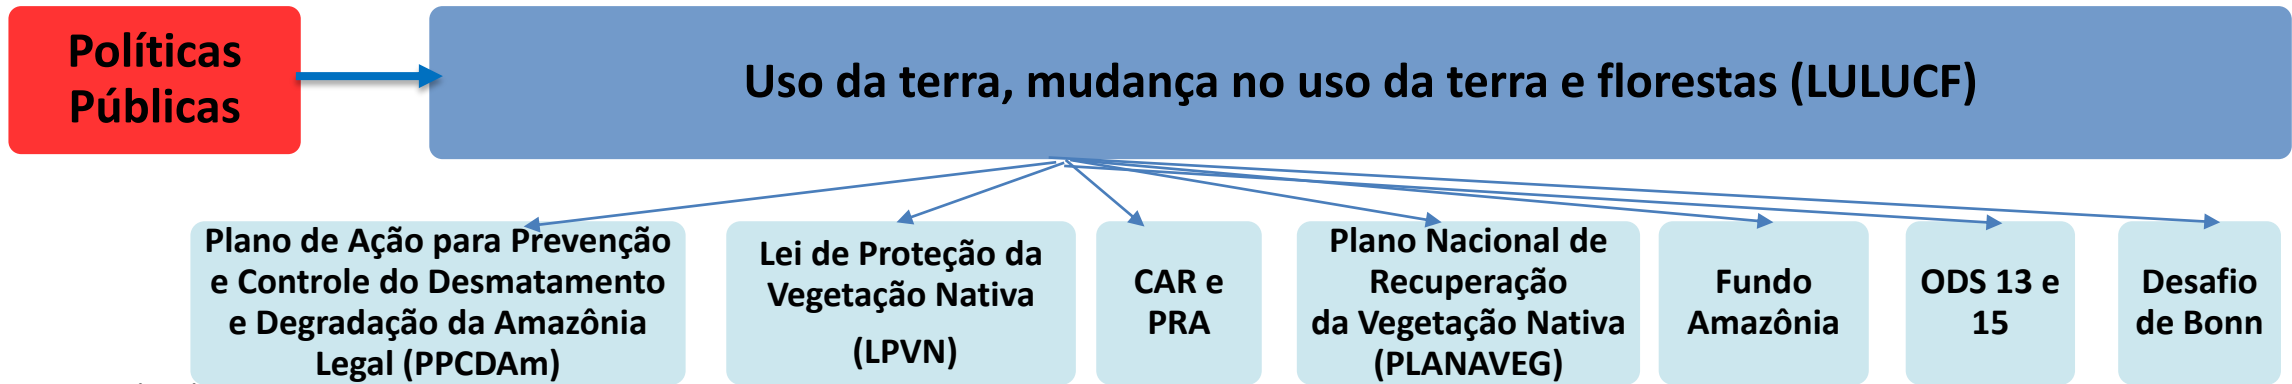 Políticas
Públicas
Uso da terra, mudança no uso da terra e florestas (LULUCF)
Plano de Ação para Prevenção
e Controle do Desmatamento
e Degradação da Amazônia
Legal (PPCDAm)
Lei de Proteção da
Vegetação Nativa
(LPVN)
CAR e
PRA
Plano Nacional de
Recuperação
da Vegetação Nativa
(PLANAVEG)
Fundo
Amazônia
ODS 13 e
15
Desafio
de Bonn